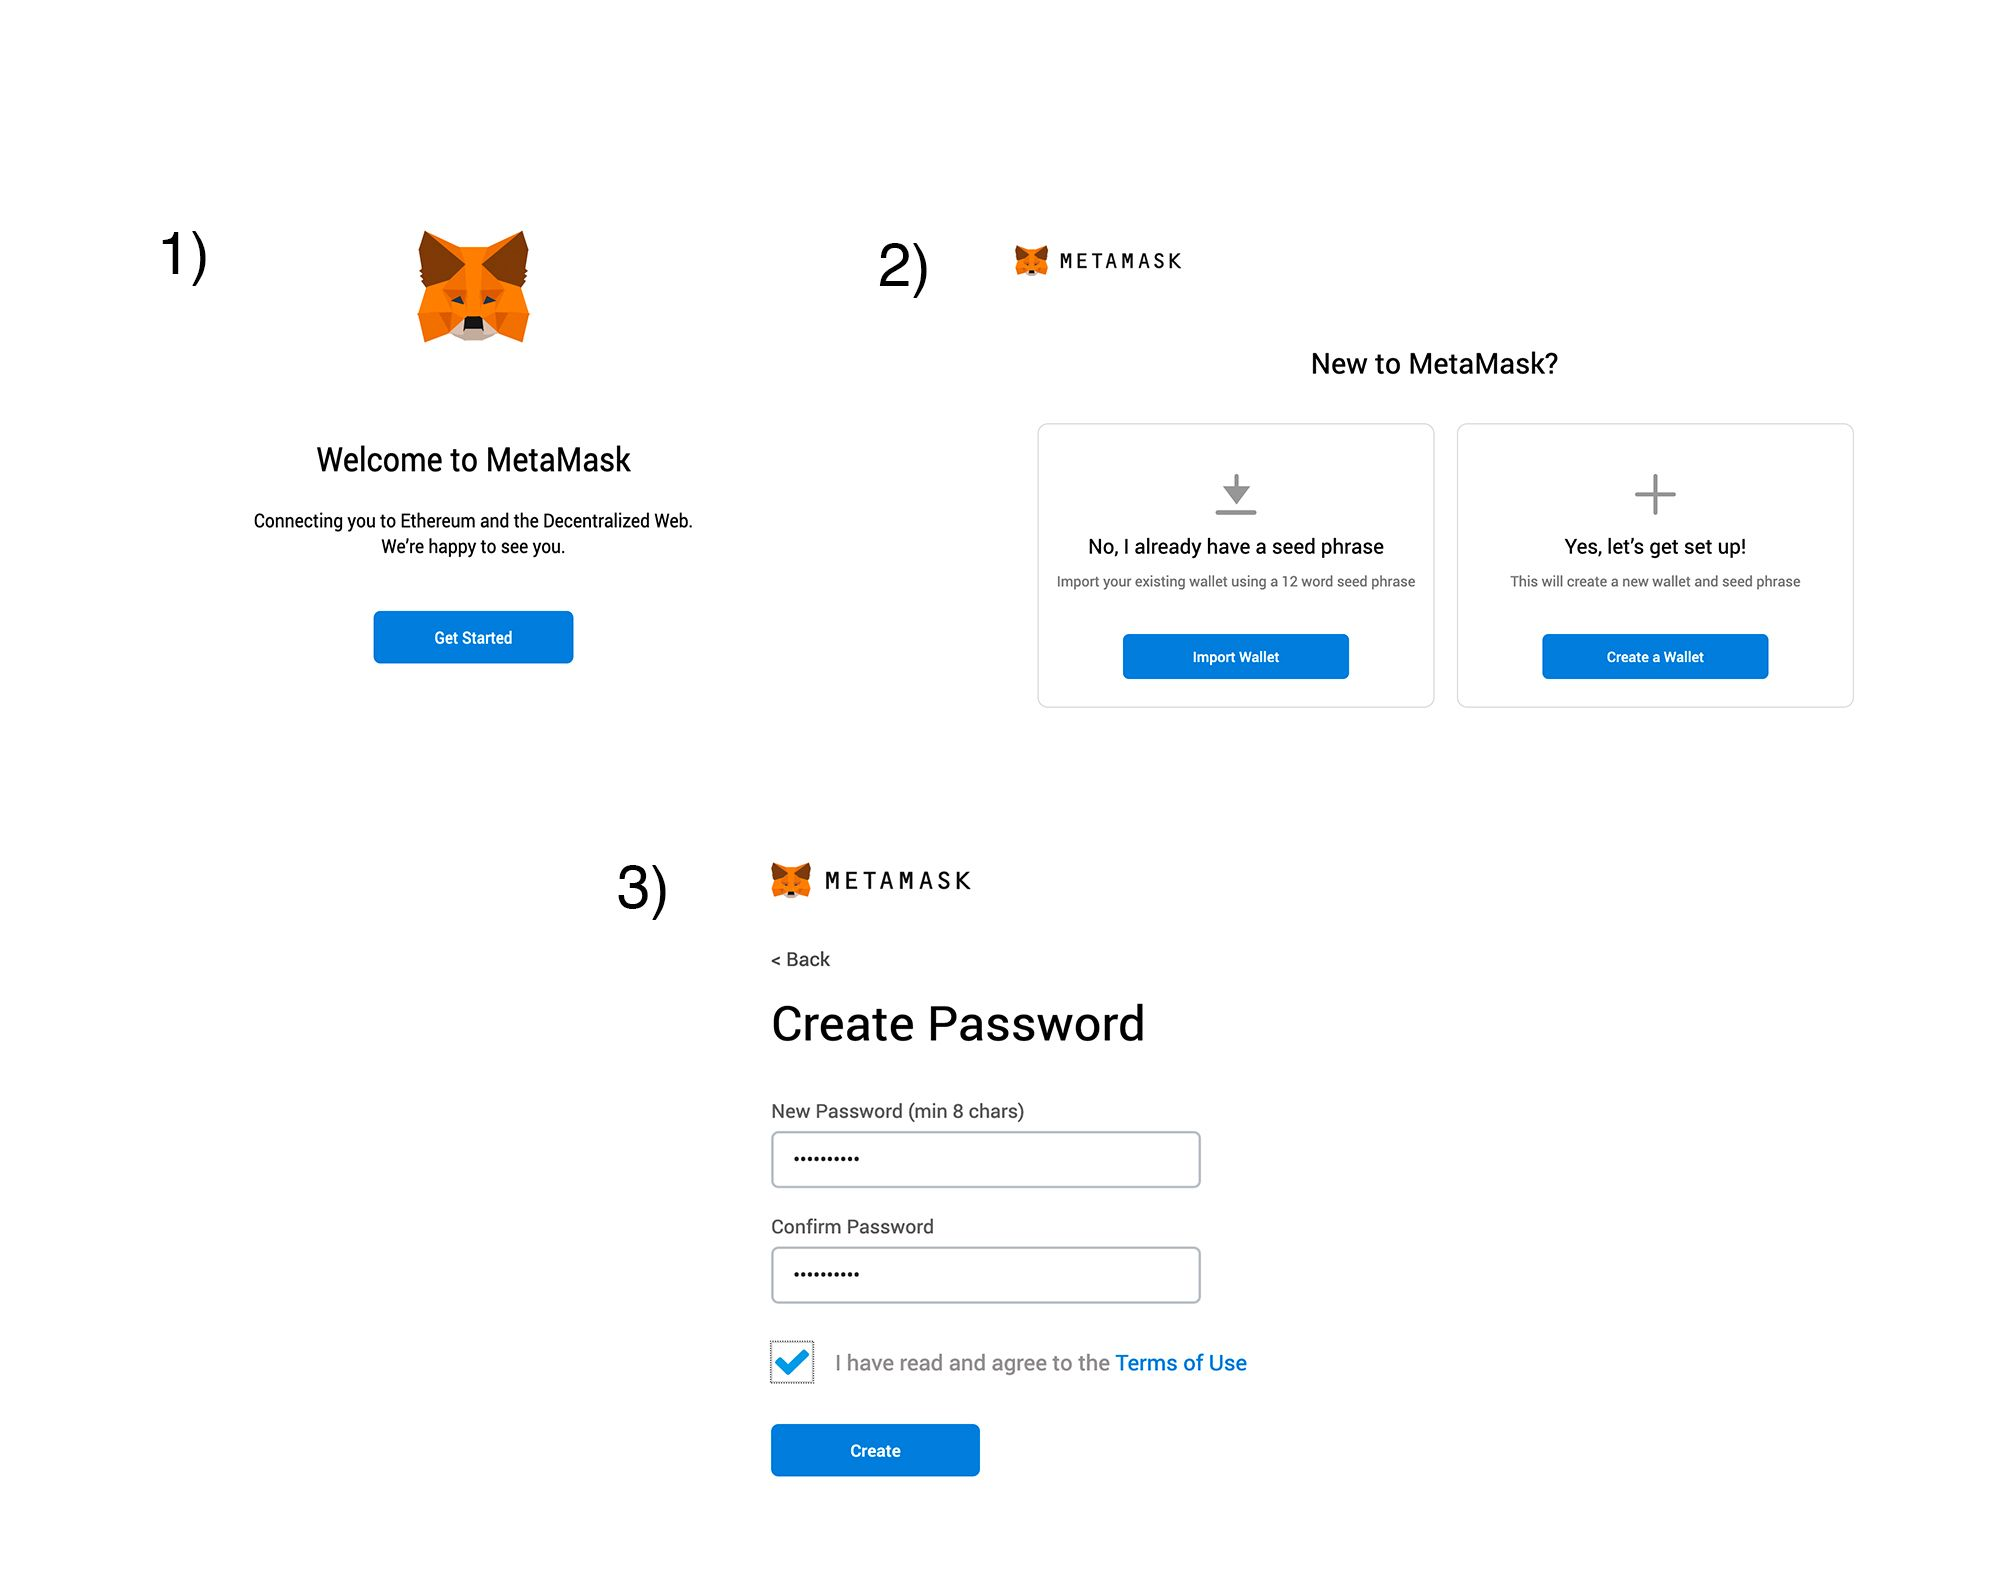 1)
Welcome to MetaMask
Connecting you to Ethereum and the Decentralized Web.
We’re happy to see you.
Get Started
2)
METAMASK
New to MetaMask?
No, I already have a seed phrase
Import your existing wallet using a 12 word seed phrase
Import Wallet
Yes, let’s get set up!
This will create a new wallet and seed phrase
Create a Wallet
3)
METAMASK
< Back
Create Password
New Password (min 8 chars)
••••••••••
Confirm Password
••••••••••
I have read and agree to the Terms of Use
Create